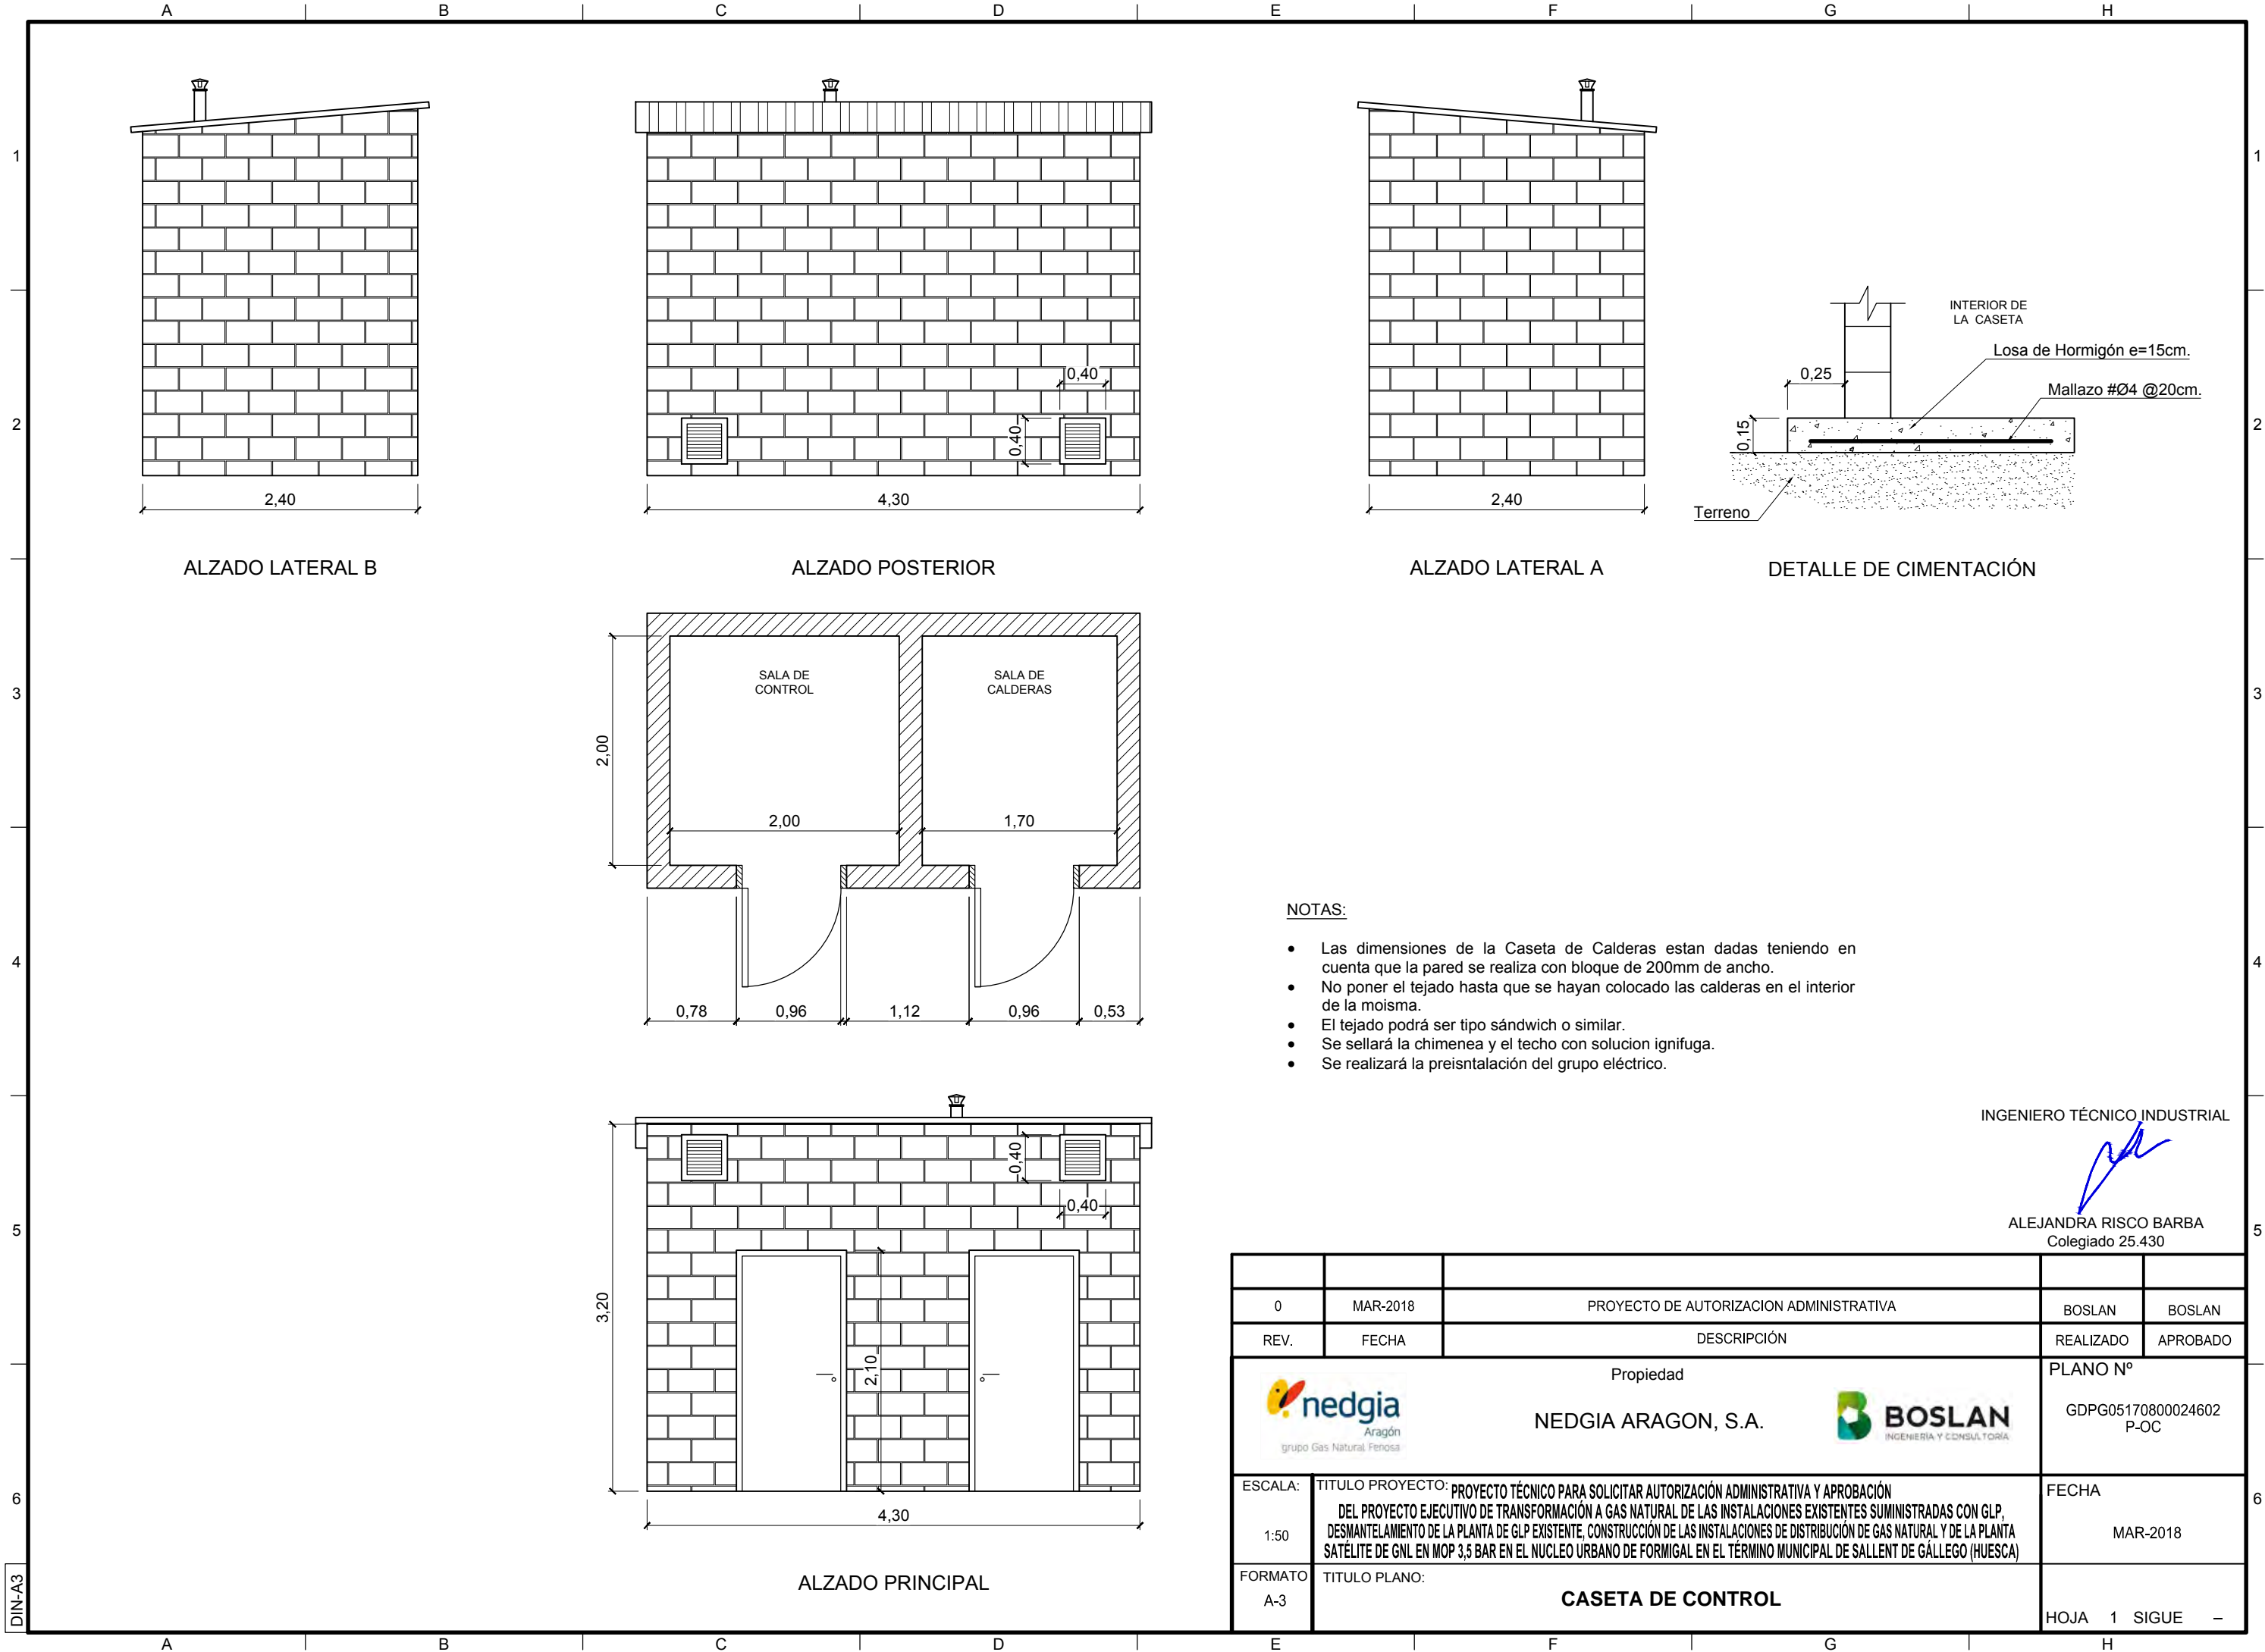 A B C D E F G H
1
2
3
4
5
6
1
2
3
4
5
6
DIN-A3
2,40
ALZADO LATERAL B
0,40
0,40
4,30
ALZADO POSTERIOR
2,40
ALZADO LATERAL A
INTERIOR DE
LA CASETA
Losa de Hormigón e=15cm.
0,25
Mallazo #Ø4 @20cm.
0,15
Terreno
DETALLE DE CIMENTACIÓN
SALA DE
CONTROL
SALA DE
CALDERAS
2,00
2,00
1,70
0,78
0,96
1,12
0,96
0,53
0,40
0,40
3,20
2,10
4,30
ALZADO PRINCIPAL
NOTAS:
• Las dimensiones de la Caseta de Calderas estan dadas teniendo en
cuenta que la pared se realiza con bloque de 200mm de ancho.
• No poner el tejado hasta que se hayan colocado las calderas en el interior
de la moisma.
• El tejado podrá ser tipo sándwich o similar.
• Se sellará la chimenea y el techo con solucion ignifuga.
• Se realizará la preisntalación del grupo eléctrico.
INGENIERO TÉCNICO INDUSTRIAL
ALEJANDRA RISCO BARBA
Colegiado 25.430
0 MAR-2018 PROYECTO DE AUTORIZACION ADMINISTRATIVA BOSLAN BOSLAN
REV. FECHA DESCRIPCIÓN REALIZADO APROBADO
nedgia
Aragón
grupo Gas Natural Fenosa
Propiedad
NEDGIA ARAGON, S.A.
BOSLAN
INGENIERÍA Y CONSULTORÍA
PLANO Nº
GDPG05170800024602
P-OC
ESCALA:
1:50
TITULO PROYECTO: PROYECTO TÉCNICO PARA SOLICITAR AUTORIZACIÓN ADMINISTRATIVA Y APROBACIÓN
DEL PROYECTO EJECUTIVO DE TRANSFORMACIÓN A GAS NATURAL DE LAS INSTALACIONES EXISTENTES SUMINISTRADAS CON GLP,
DESMANTELAMIENTO DE LA PLANTA DE GLP EXISTENTE, CONSTRUCCIÓN DE LAS INSTALACIONES DE DISTRIBUCIÓN DE GAS NATURAL Y DE LA PLANTA
SATÉLITE DE GNL EN MOP 3,5 BAR EN EL NUCLEO URBANO DE FORMIGAL EN EL TÉRMINO MUNICIPAL DE SALLENT DE GÁLLEGO (HUESCA)
FECHA
MAR-2018
FORMATO
A-3
TITULO PLANO:
CASETA DE CONTROL
HOJA 1 SIGUE –
A B C D E F G H